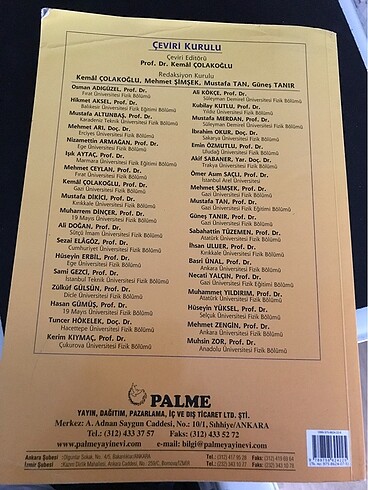 ÇEVİRİ KURULU
Çeviri Editörü
Prof. Dr. Kemâl ÇOLAKOĞLU
Redaksiyon Kurulu
Kemâl ÇOLAKOĞLU, Mehmet ŞİMŞEK, Mustafa TAN, Güneş TANIR
Osman ADIGÜZEL, Prof. Dr.
Fırat Üniversitesi Fizik Bölümü
Hikmet AKSEL, Prof. Dr.
Balıkesir Üniversitesi Fizik Eğitimi Bölümü
Mustafa ALTUNBAŞ, Prof. Dr.
Karadeniz Teknik Üniversitesi Fizik Bölümü
Mehmet ARI, Doç. Dr.
Erciyes Üniversitesi Fizik Bölümü
Nizamettin ARMAĞAN, Prof. Dr.
Ege Üniversitesi Fizik Bölümü
Işık AYTAÇ, Prof. Dr.
Marmara Üniversitesi Fizik Eğitimi Bölümü
Mehmet CEYLAN, Prof. Dr.
Fırat Üniversitesi Fizik Bölümü
Kemâl ÇOLAKOĞLU, Prof. Dr.
Gazi Üniversitesi Fizik Bölümü
Mustafa DİKİCİ, Prof. Dr.
Kırıkkale Üniversitesi Fizik Bölümü
Muharrem DİNÇER, Prof. Dr.
19 Mayıs Üniversitesi Fizik Bölümü
Ali DOĞAN, Prof. Dr.
Sütçü İmam Üniversitesi Fizik Bölümü
Sezai ELAGÖZ, Prof. Dr.
Cumhuriyet Üniversitesi Fizik Bölümü
Hüseyin ERBİL, Prof. Dr.
Ege Üniversitesi Fizik Bölümü
Sami GEZCİ, Prof. Dr.
İstanbul Teknik Üniversitesi Fizik Bölümü
Zülküf GÜLSÜN, Prof. Dr.
Dicle Üniversitesi Fizik Bölümü
Hasan GÜMÜŞ, Prof. Dr.
19 Mayıs Üniversitesi Fizik Bölümü
Tuncer HÖKELEK, Doç. Dr.
Hacettepe Üniversitesi Fizik Bölümü
Kerim KIYMAÇ, Prof. Dr.
Çukurova Üniversitesi Fizik Bölümü
Ali KÖKÇE, Prof. Dr.
Süleyman Demirel Üniversitesi Fizik Bölümü
Kubilay KUTLU, Prof. Dr.
Yıldız Üniversitesi Fizik Bölümü
Mustafa MERDAN, Prof. Dr.
Süleyman Demirel Üniversitesi Fizik Bölümü
İbrahim OKUR, Doç. Dr.
Sakarya Üniversitesi Fizik Bölümü
Emin ÖZMUTLU, Prof. Dr.
Uludağ Üniversitesi Fizik Bölümü
Akif SABANER, Yar. Doç. Dr.
Trakya Üniversitesi Fizik Bölümü
Ömer Asım SAÇLI, Prof. Dr.
İstanbul Arel Üniversitesi
Mehmet ŞİMŞEK, Prof. Dr.
Gazi Üniversitesi Fizik Bölümü
Mustafa TAN, Prof. Dr.
Gazi Üniversitesi Fizik Eğitimi Bölümü
Güneş TANIR, Prof. Dr.
Gazi Üniversitesi Fizik Bölümü
Sabahattin TÜZEMEN, Prof. Dr.
Atatürk Üniversitesi Fizik Bölümü
İhsan ULUER, Prof. Dr.
Kırıkkale Üniversitesi Fizik Bölümü
Basri ÜNAL, Prof. Dr.
Ankara Üniversitesi Fizik Bölümü
Necati YALÇIN, Prof. Dr.
Gazi Üniversitesi Fizik Eğitimi Bölümü
Muhammet YILDIRIM, Prof. Dr.
Atatürk Üniversitesi Fizik Bölümü
Hüseyin YÜKSEL, Prof. Dr.
Selçuk Üniversitesi Fizik Bölümü
Mehmet ZENGİN, Prof. Dr.
Ankara Üniversitesi Fizik Bölümü
Muhsin ZOR, Prof. Dr.
Anadolu Üniversitesi Fizik Bölümü
PALME
YAYIN, DAĞITIM, PAZARLAMA, İÇ VE DIŞ TİCARET LTD. ŞTİ.
Merkez: A. Adnan Saygun Caddesi, No.: 10/1, Sıhhiye/ANKARA
Tel.: (312) 433 37 57 Faks: (312) 433 52 72
www.palmeyayinevi.com e-mail: bilgi@palmeyayinevi.com
Ankara Şubesi
İzmir Şubesi